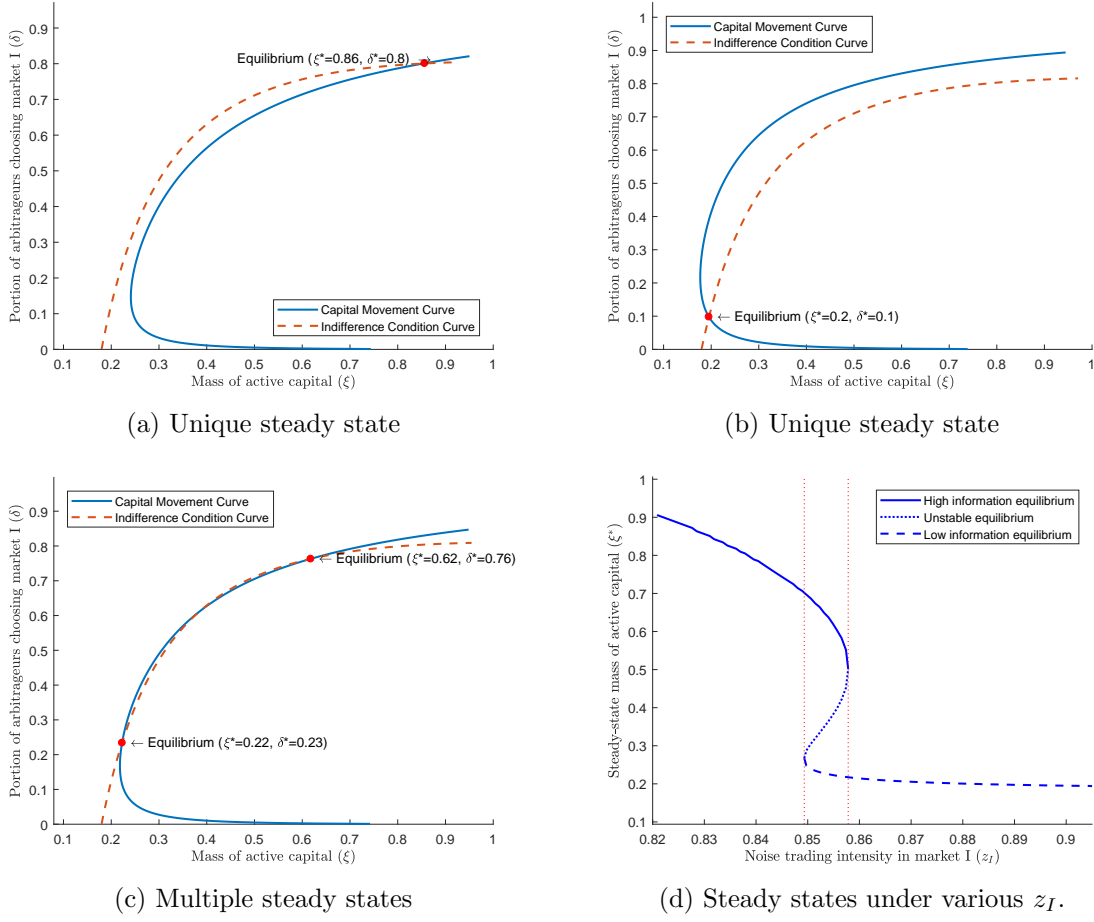 Portion of arbitrageurs choosing market I (δ)
0.9
0.8
0.7
0.6
0.5
0.4
0.3
0.2
0.1
0
Equilibrium (ξ*=0.86, δ*=0.8) →
Capital Movement Curve
Indifference Condition Curve
0.1 0.2 0.3 0.4 0.5 0.6 0.7 0.8 0.9 1
Mass of active capital (ξ)
(a) Unique steady state
Portion of arbitrageurs choosing market I (δ)
1
0.9
0.8
0.7
0.6
0.5
0.4
0.3
0.2
0.1
0
Capital Movement Curve
Indifference Condition Curve
← Equilibrium (ξ*=0.2, δ*=0.1)
0.1 0.2 0.3 0.4 0.5 0.6 0.7 0.8 0.9 1
Mass of active capital (ξ)
(b) Unique steady state
Portion of arbitrageurs choosing market I (δ)
0.9
0.8
0.7
0.6
0.5
0.4
0.3
0.2
0.1
0
Capital Movement Curve
Indifference Condition Curve
← Equilibrium (ξ*=0.62, δ*=0.76)
← Equilibrium (ξ*=0.22, δ*=0.23)
0.1 0.2 0.3 0.4 0.5 0.6 0.7 0.8 0.9 1
Mass of active capital (ξ)
(c) Multiple steady states
Steady-state mass of active capital (ξ*)
1
0.9
0.8
0.7
0.6
0.5
0.4
0.3
0.2
0.1
High information equilibrium
Unstable equilibrium
Low information equilibrium
0.82 0.83 0.84 0.85 0.86 0.87 0.88 0.89 0.9
Noise trading intensity in market I (z_I)
(d) Steady states under various z_I.